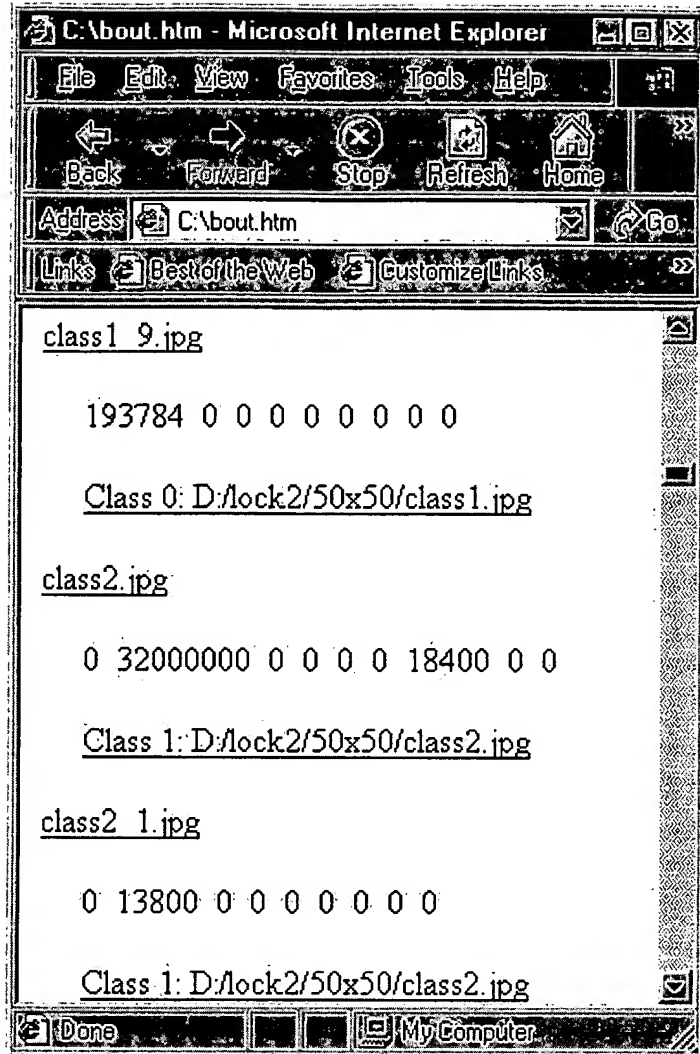 C:\bout.htm - Microsoft Internet Explorer
File Edit View Favorites Tools Help
Back Forward Stop Refresh Home
Address C:\bout.htm Go
Links Best of the Web Customize Links
class1_9.jpg
193784 0 0 0 0 0 0 0 0
Class 0: D:/lock2/50x50/class1.jpg
class2.jpg
0 32000000 0 0 0 0 18400 0 0
Class 1: D:/lock2/50x50/class2.jpg
class2_1.jpg
0 13800 0 0 0 0 0 0 0
Class 1: D:/lock2/50x50/class2.jpg
Done My Computer